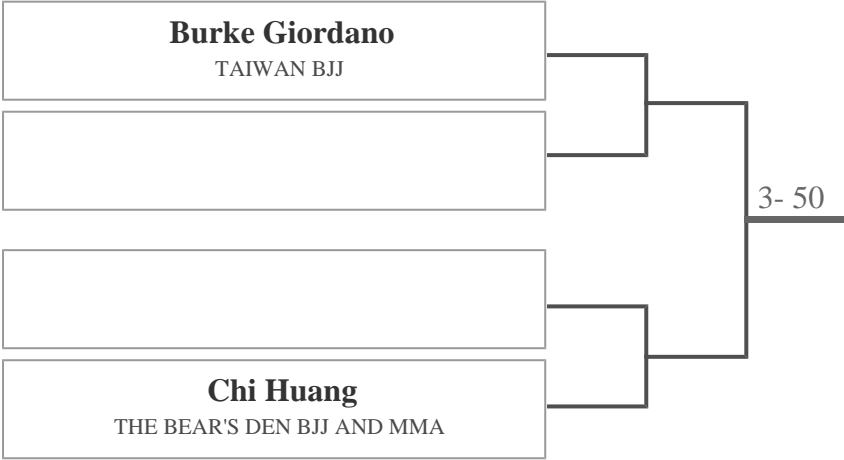 Burke Giordano
TAIWAN BJJ
3- 50
Chi Huang
THE BEAR'S DEN BJJ AND MMA